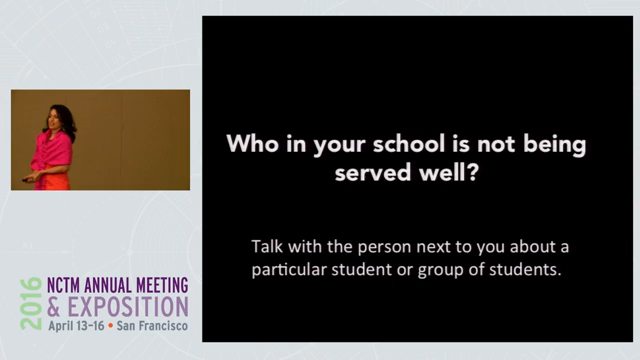 Who in your school is not being
served well?
Talk with the person next to you about a
particular student or group of students.
2016
NCTM ANNUAL MEETING
& EXPOSITION
April 13–16 • San Francisco